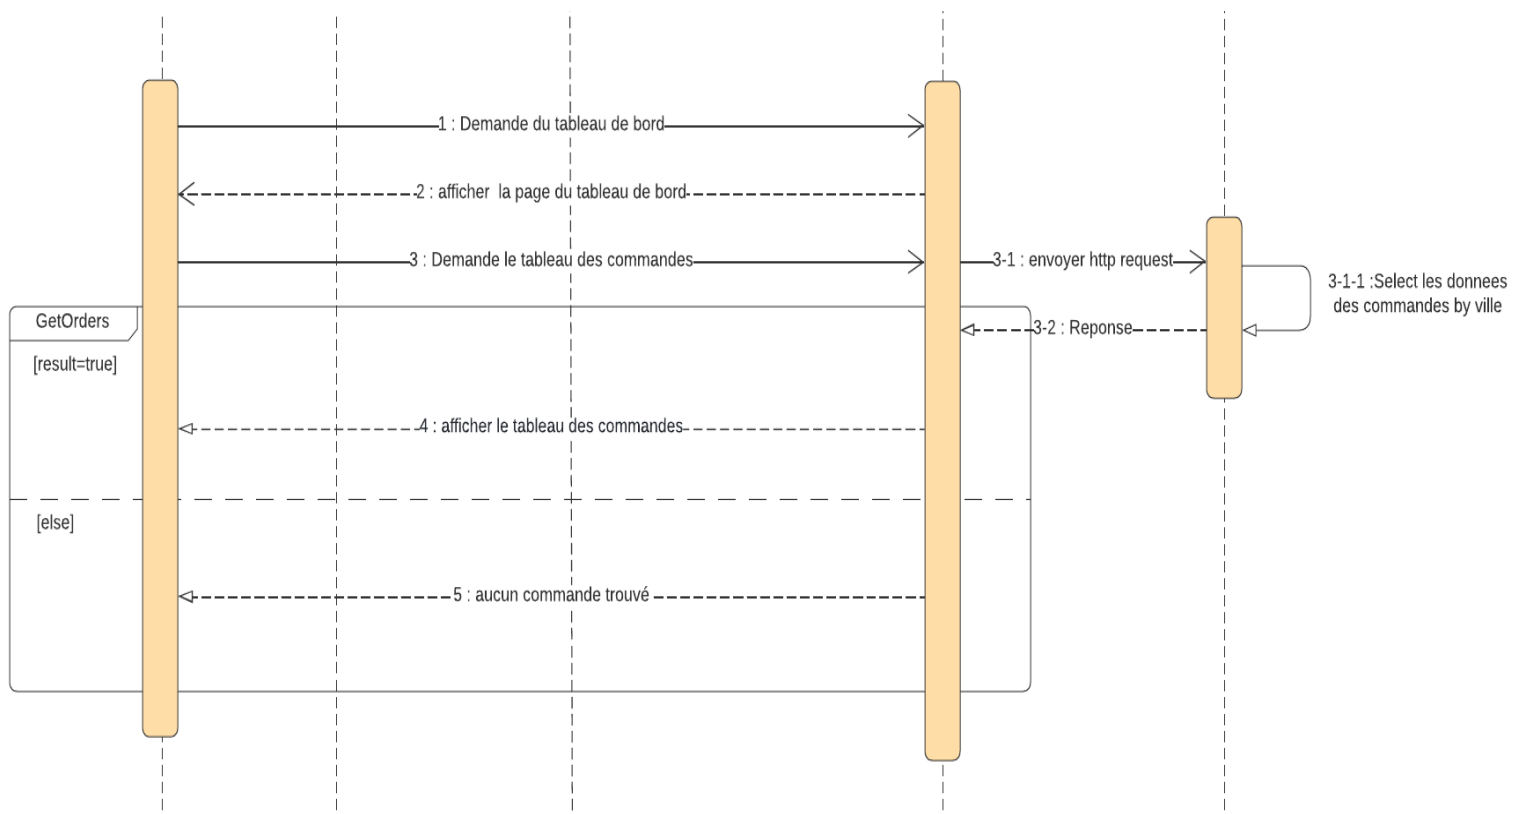 1 : Demande du tableau de bord
2 : afficher  la page du tableau de bord
3 : Demande le tableau des commandes
3-1 : envoyer http request
3-1-1 :Select les donnees
des commandes by ville
GetOrders
3-2 : Reponse
[result=true]
4 : afficher le tableau des commandes
[else]
5 : aucun commande trouvé